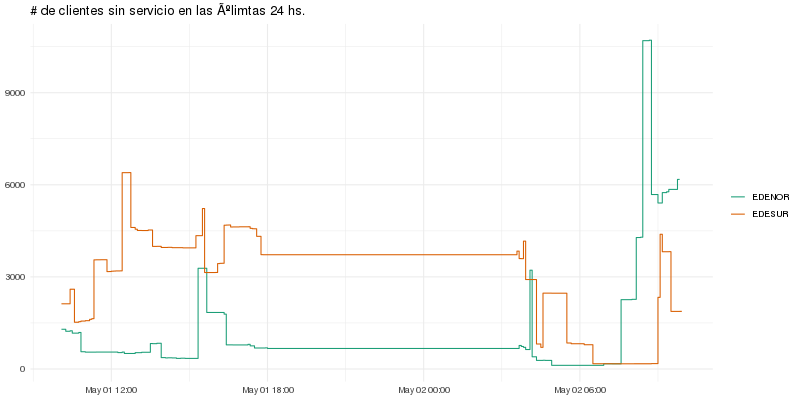 # de clientes sin servicio en las Ãºlimtas 24 hs.
9000
6000
3000
0
May 01 12:00
May 01 18:00
May 02 00:00
May 02 06:00
EDENOR
EDESUR